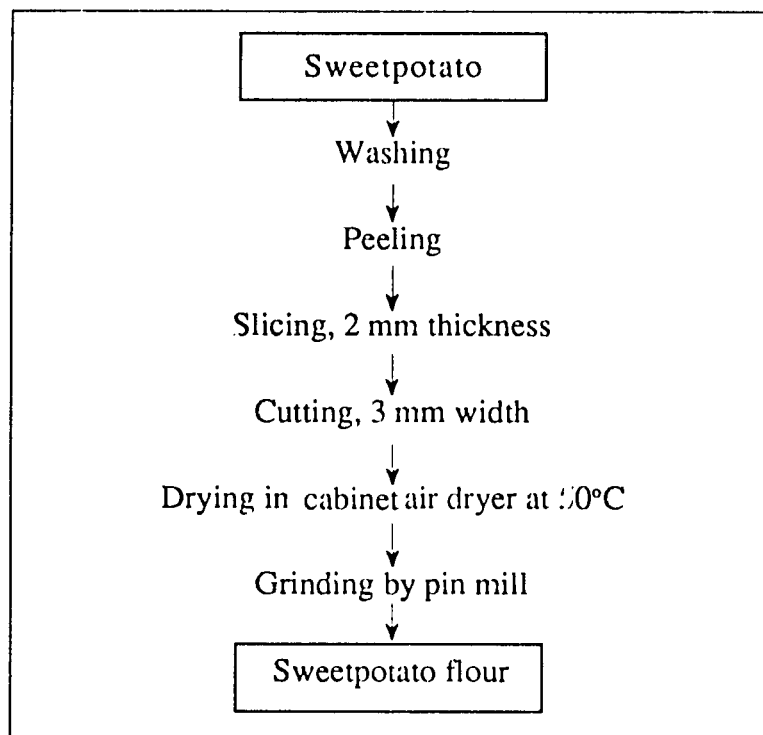 Sweetpotato
Washing
Peeling
Slicing, 2 mm thickness
Cutting, 3 mm width
Drying in cabinet air dryer at
Grinding by pin mill
Sweetpotato flour